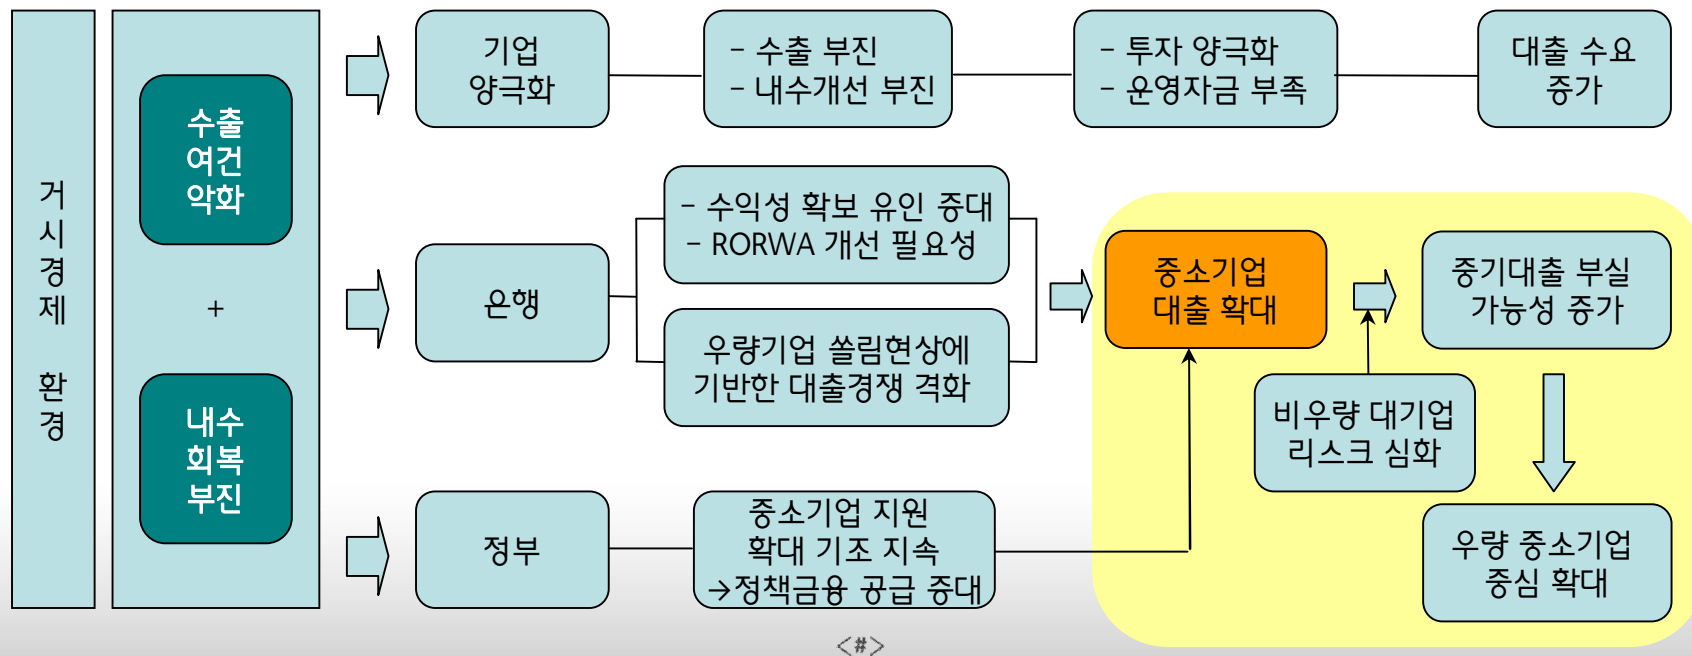 거시경제 환경
수출
여건
악화
+
내수
회복
부진
기업
양극화
- 수출 부진
- 내수개선 부진
- 투자 양극화
- 운영자금 부족
대출 수요
증가
은행
- 수익성 확보 유인 증대
- RORWA 개선 필요성
우량기업 쏠림현상에
기반한 대출경쟁 격화
중소기업
대출 확대
중기대출 부실
가능성 증가
비우량 대기업
리스크 심화
우량 중소기업
중심 확대
정부
중소기업 지원
확대 기조 지속
→정책금융 공급 증대
<#>